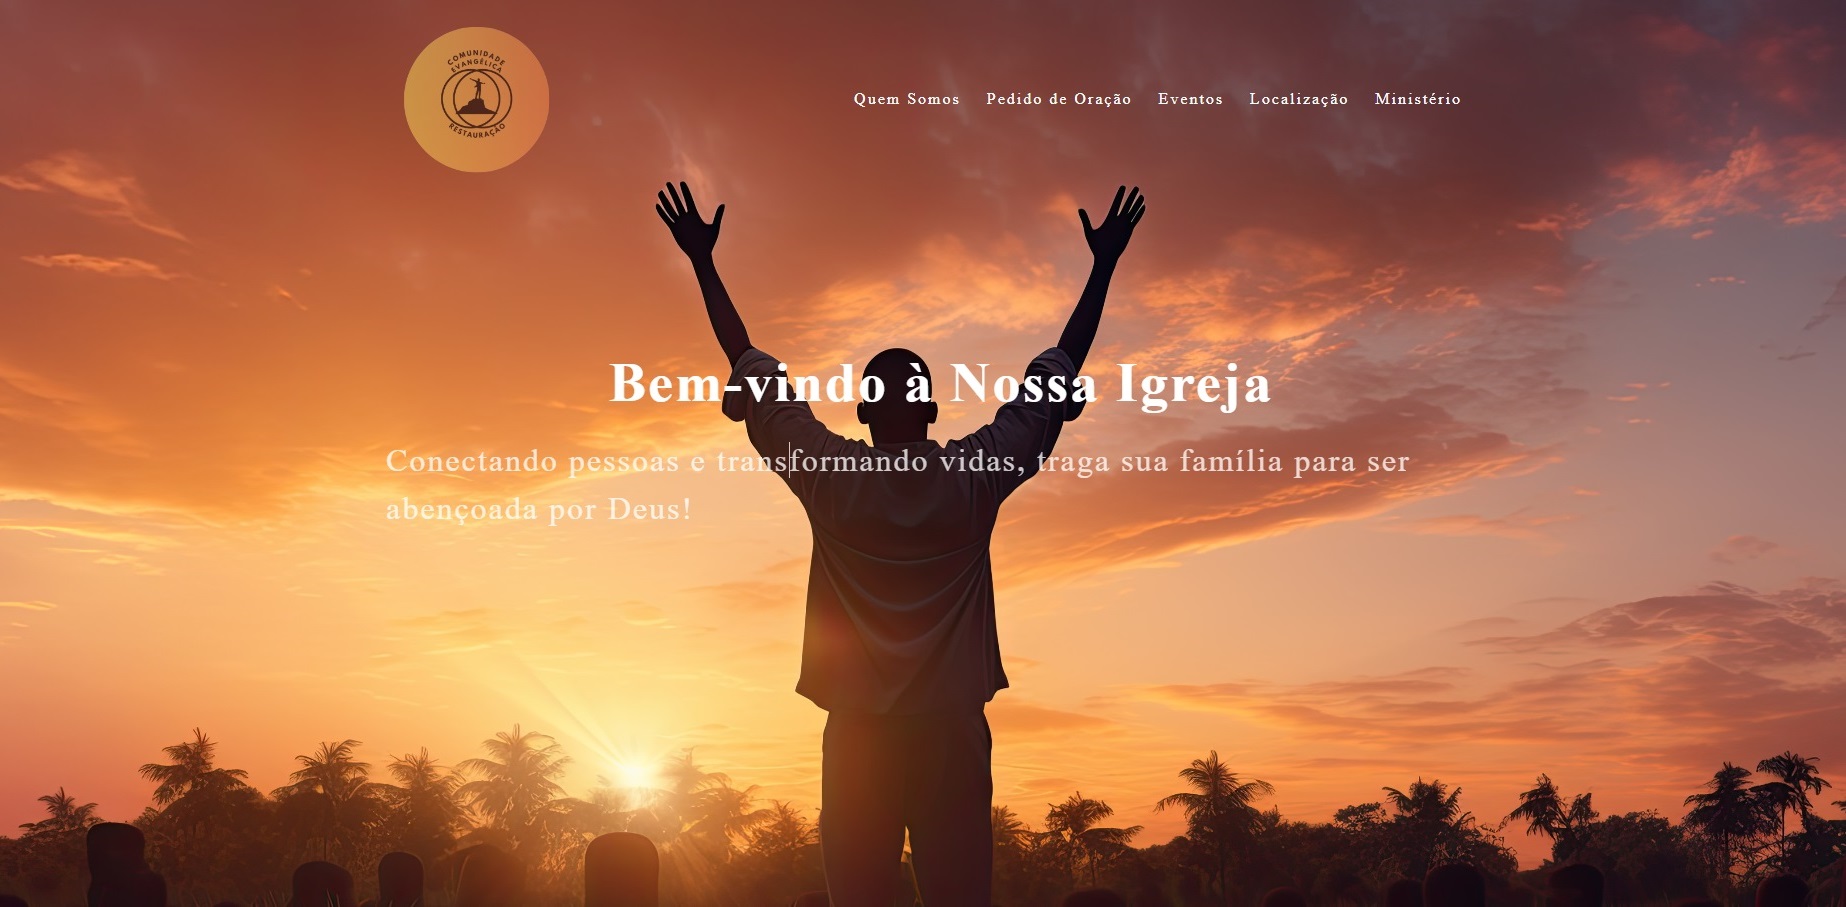 COMUNIDADE
EVANGÉLICA
RESTAURAÇÃO
Quem Somos Pedido de Oração Eventos Localização Ministério
Bem-vindo à Nossa Igreja
Conectando pessoas e transformando vidas, traga sua família para ser
abençoada por Deus!